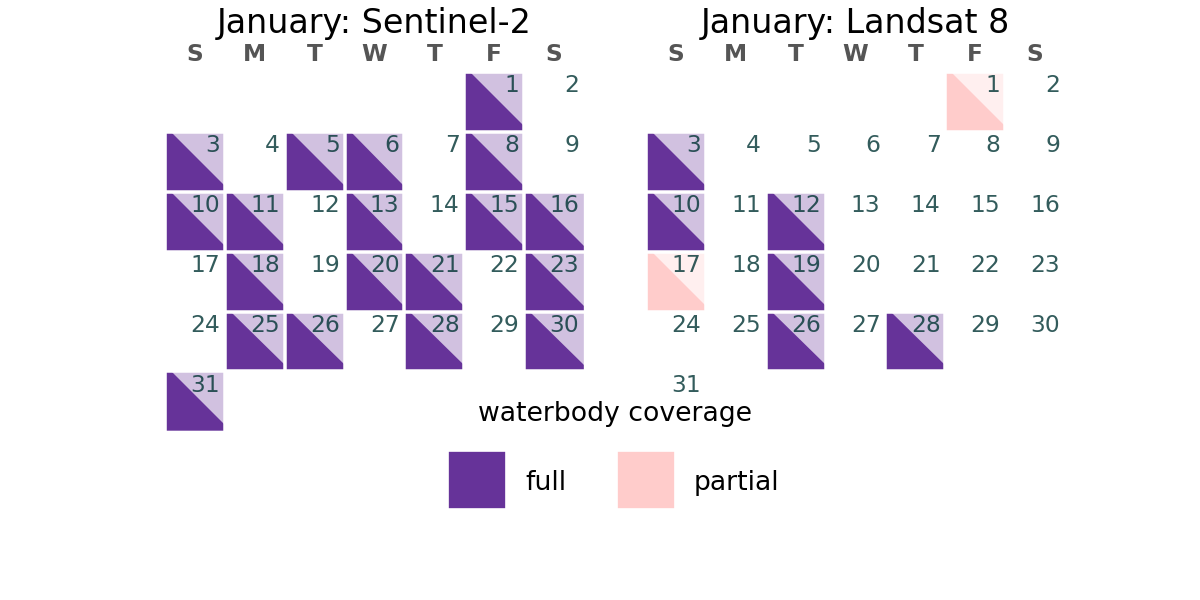 January: Sentinel-2
S M T W T F S
1 2
3 4 5 6 7 8 9
10 11 12 13 14 15 16
17 18 19 20 21 22 23
24 25 26 27 28 29 30
31
January: Landsat 8
S M T W T F S
1 2
3 4 5 6 7 8 9
10 11 12 13 14 15 16
17 18 19 20 21 22 23
24 25 26 27 28 29 30
31
waterbody coverage
full
partial